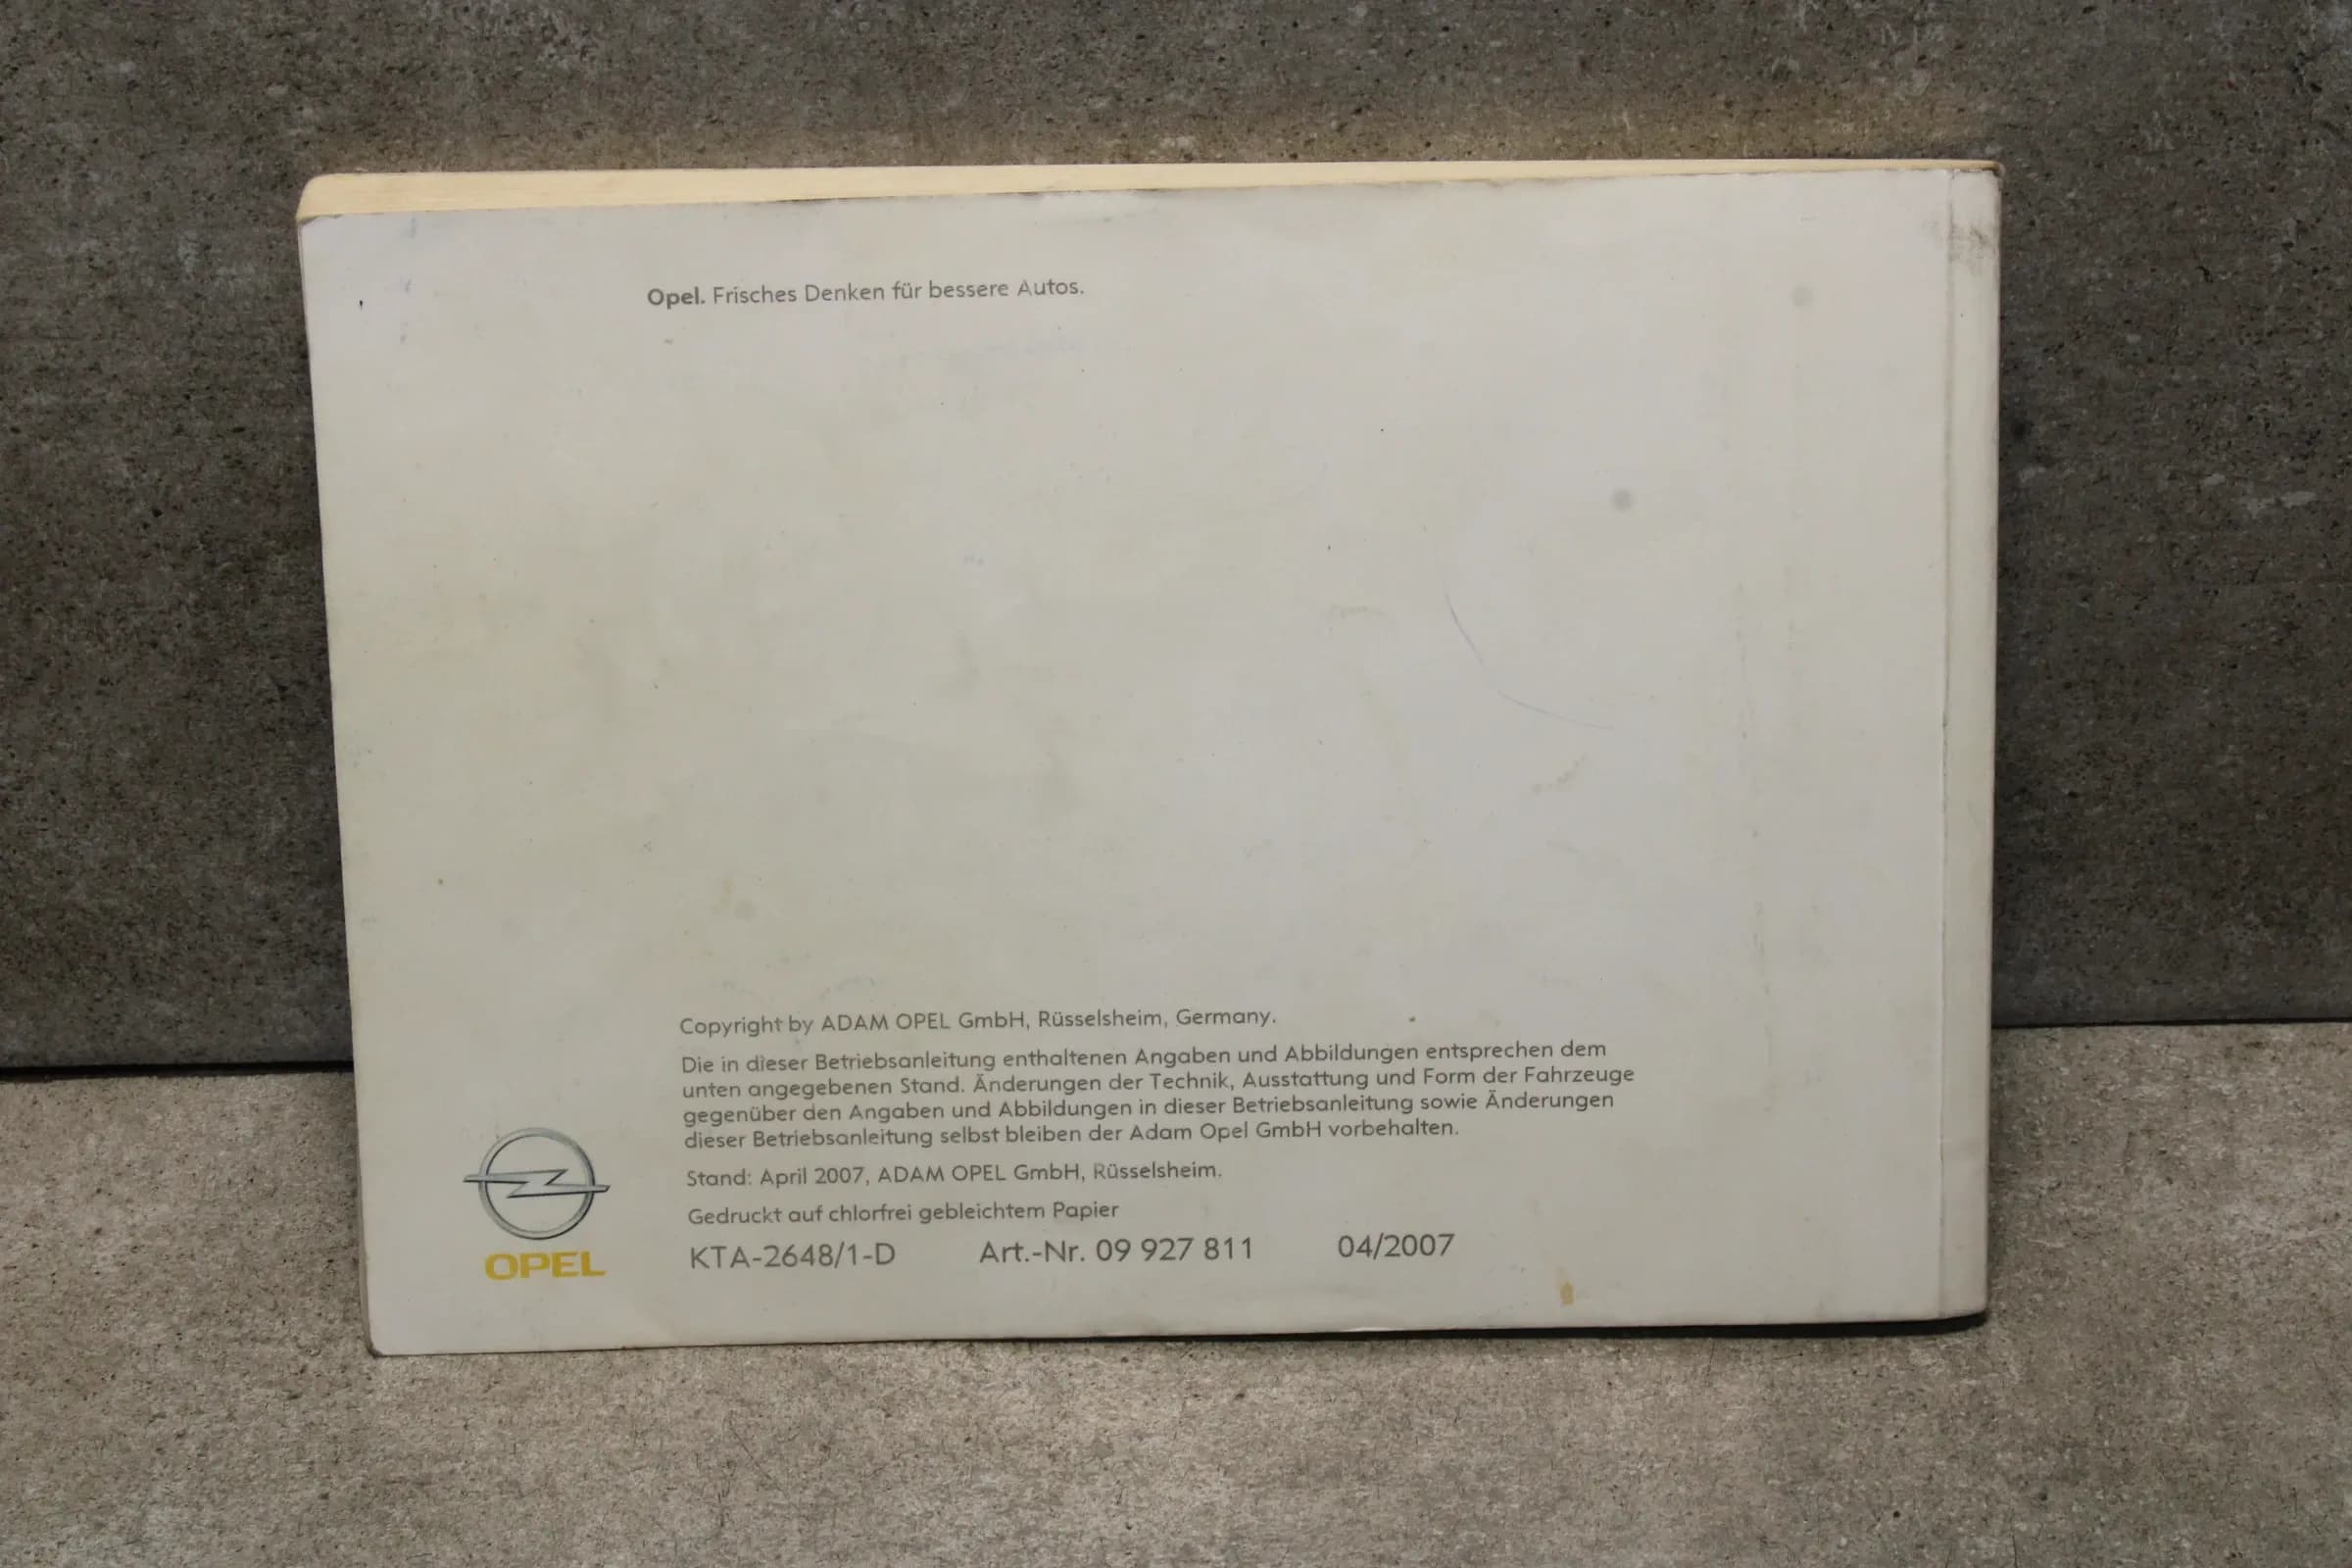 Opel. Frisches Denken für bessere Autos.
Copyright by ADAM OPEL GmbH, Rüsselsheim, Germany.
Die in dieser Betriebsanleitung enthaltenen Angaben und Abbildungen entsprechen dem
unten angegebenen Stand. Änderungen der Technik, Ausstattung und Form der Fahrzeuge
gegenüber den Angaben und Abbildungen in dieser Betriebsanleitung sowie Änderungen
dieser Betriebsanleitung selbst bleiben der Adam Opel GmbH vorbehalten.
Stand: April 2007, ADAM OPEL GmbH, Rüsselsheim.
Gedruckt auf chlorfrei gebleichtem Papier
KTA-2648/1-D Art.-Nr. 09 927 811 04/2007
OPEL